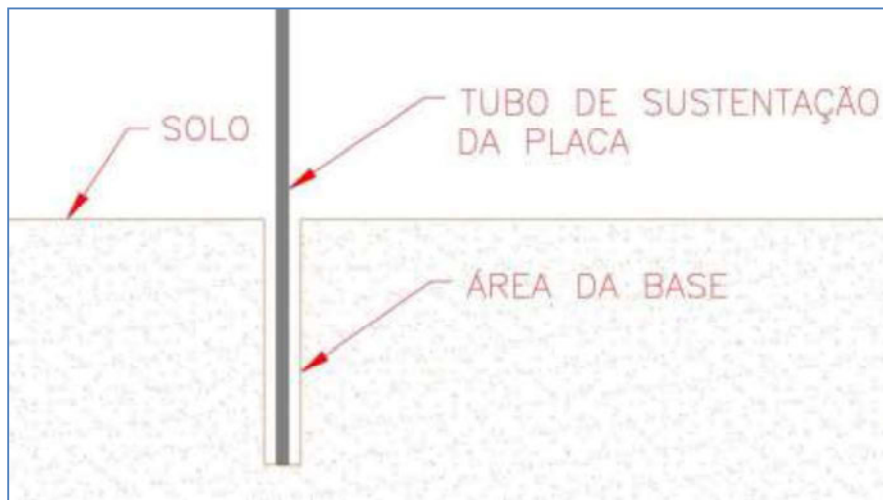 TUBO DE SUSTENTAÇÃO
DA PLACA
SOLO
ÁREA DA BASE